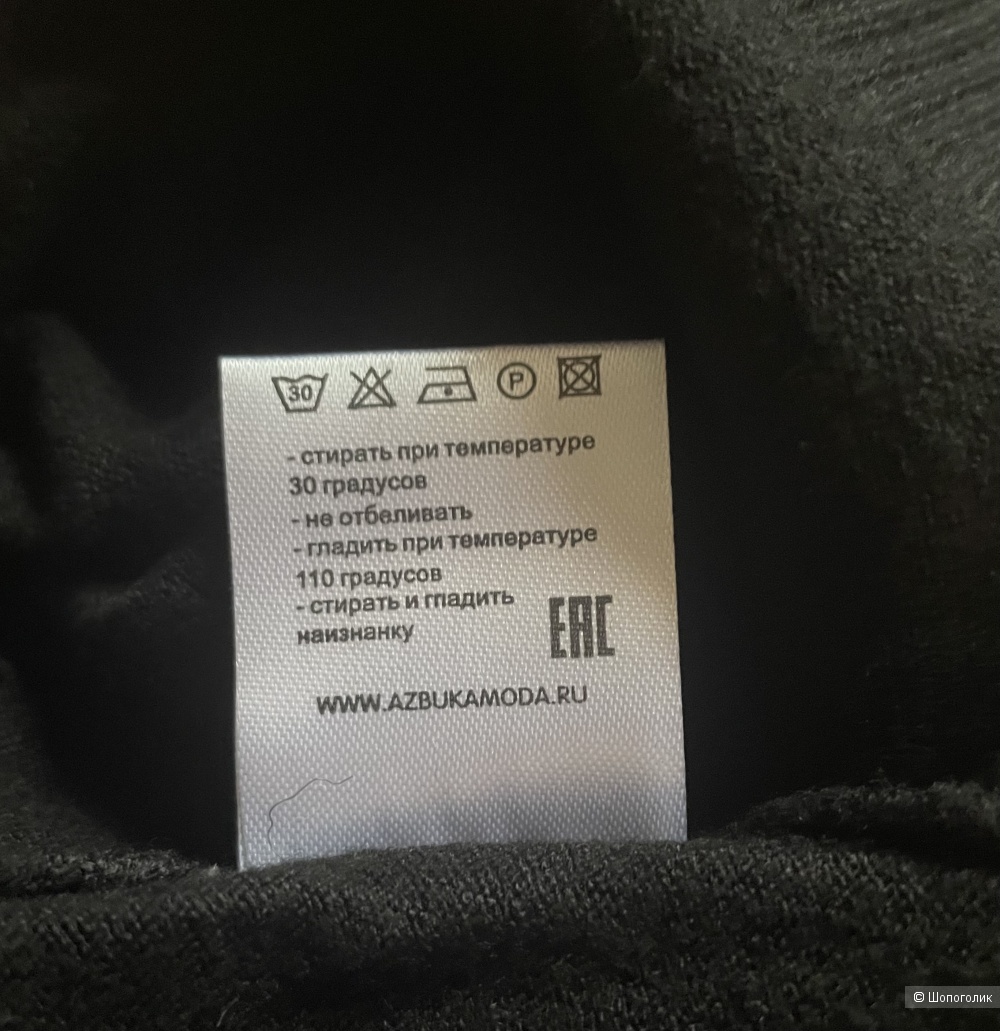 30
P
- стирать при температуре
30 градусов
- не отбеливать
- гладить при температуре
110 градусов
- стирать и гладить
наизнанку
EAC
WWW.AZBUKAMODA.RU
© Шопоголик